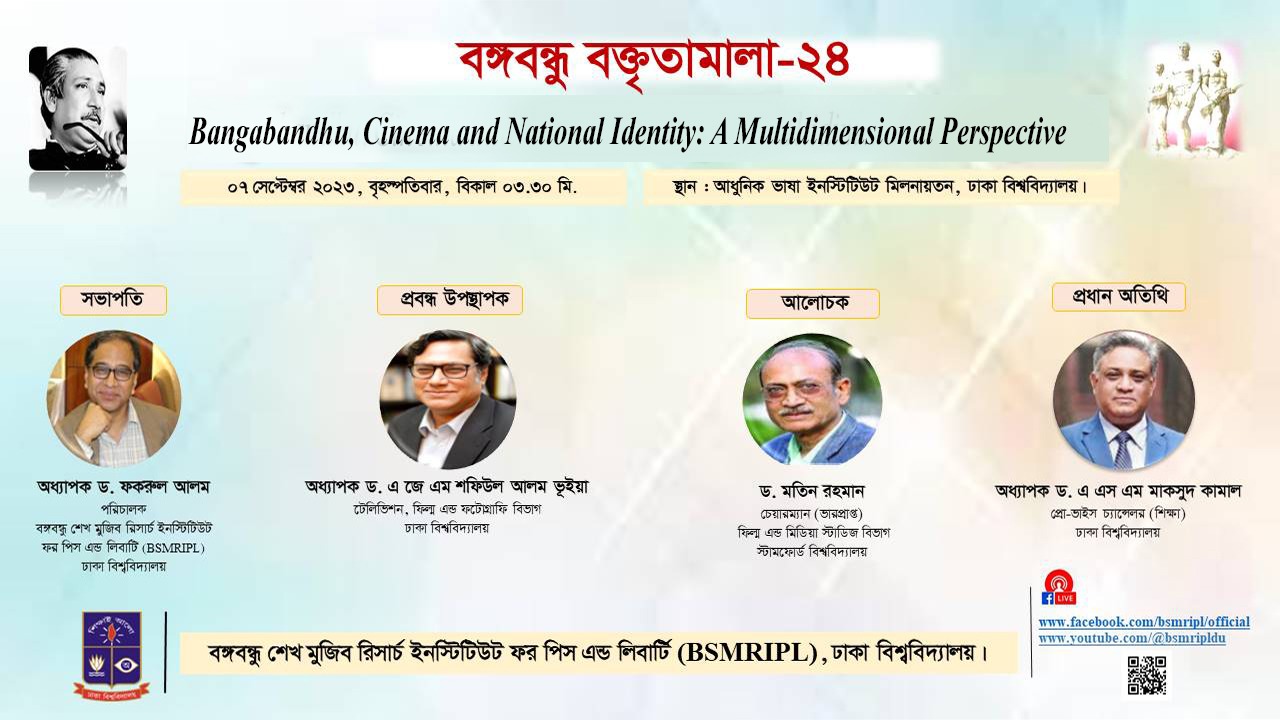 বঙ্গবন্ধু বক্তৃতামালা-২৪
Bangabandhu, Cinema and National Identity: A Multidimensional Perspective
০৭ সেপ্টেম্বর ২০২৩, বৃহস্পতিবার, বিকাল ০৩.৩০ মি.
স্থান : আধুনিক ভাষা ইনস্টিটিউট মিলনায়তন, ঢাকা বিশ্ববিদ্যালয়।
সভাপতি
অধ্যাপক ড. ফকরুল আলম
পরিচালক
বঙ্গবন্ধু শেখ মুজিব রিসার্চ ইনস্টিটিউট
ফর পিস এন্ড লিবার্টি (BSMRIPL)
ঢাকা বিশ্ববিদ্যালয়
প্রবন্ধ উপস্থাপক
অধ্যাপক ড. এ জে এম শফিউল আলম ভূইয়া
টেলিভিশন, ফিল্ম এন্ড ফটোগ্রাফি বিভাগ
ঢাকা বিশ্ববিদ্যালয়
আলোচক
ড. মতিন রহমান
চেয়ারম্যান (ভারপ্রাপ্ত)
ফিল্ম এন্ড মিডিয়া স্টাডিজ বিভাগ
স্টামফোর্ড বিশ্ববিদ্যালয়
প্রধান অতিথি
অধ্যাপক ড. এ এস এম মাকসুদ কামাল
প্রো-ভাইস চ্যান্সেলর (শিক্ষা)
ঢাকা বিশ্ববিদ্যালয়
LIVE
www.facebook.com/bsmripl/official
www.youtube.com/@bsmripldu
শিক্ষাই আলো
ঢাকা বিশ্ববিদ্যালয়
বঙ্গবন্ধু শেখ মুজিব রিসার্চ ইনস্টিটিউট ফর পিস এন্ড লিবার্টি (BSMRIPL), ঢাকা বিশ্ববিদ্যালয়।